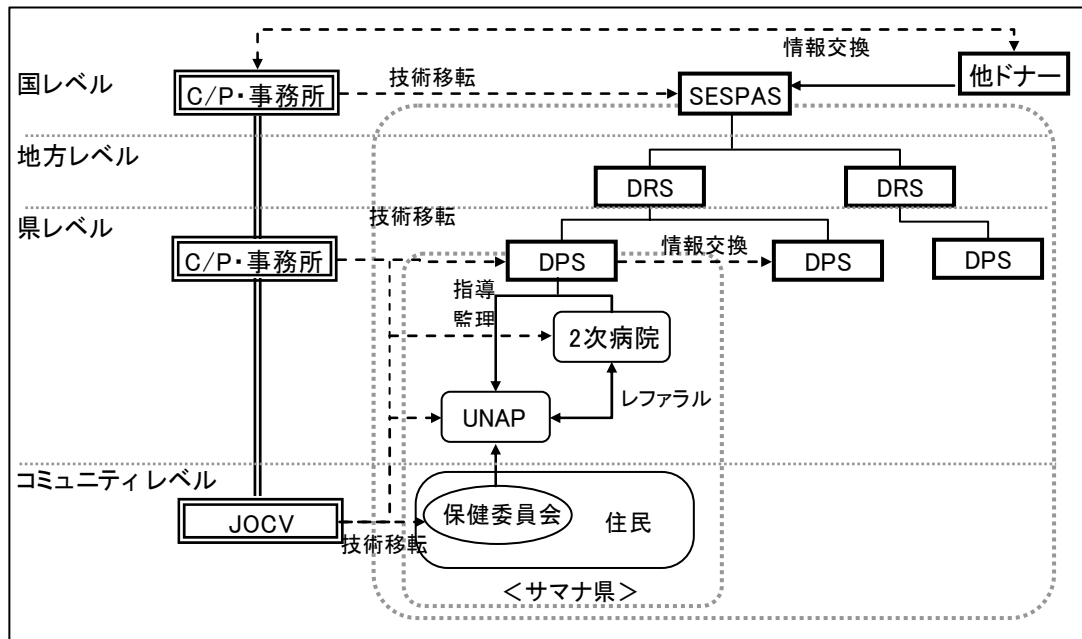 情報交換
国レベル
C/P・事務所
技術移転
SESPAS
他ドナー
地方レベル
DRS
DRS
県レベル
技術移転
C/P・事務所
DPS
情報交換
DPS
DPS
指導
監理
2次病院
UNAP
レファラル
コミュニティレベル
JOCV
技術移転
保健委員会
住民
＜サマナ県＞